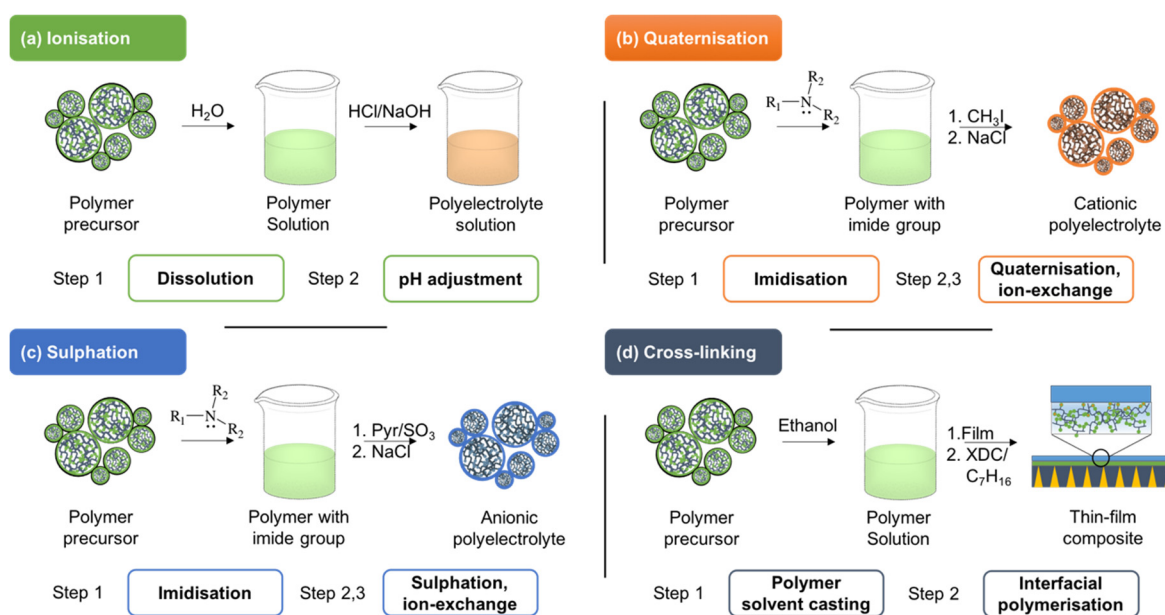 (a) Ionisation
H₂O
HCl/NaOH
Polymer
precursor
Polymer
Solution
Polyelectrolyte
solution
Step 1
Dissolution
Step 2
pH adjustment
(b) Quaternisation
R₂
R₁
N
R₂
1. CH₃I
2. NaCl
Polymer
precursor
Polymer with
imide group
Cationic
polyelectrolyte
Step 1
Imidisation
Step 2,3
Quaternisation,
ion-exchange
(c) Sulphation
R₂
R₁
N
R₂
1. Pyr/SO₃
2. NaCl
Polymer
precursor
Polymer with
imide group
Anionic
polyelectrolyte
Step 1
Imidisation
Step 2,3
Sulphation,
ion-exchange
(d) Cross-linking
Ethanol
1.Film
2. XDC/
C₇H₁₆
Polymer
precursor
Polymer
Solution
Thin-film
composite
Step 1
Polymer
solvent casting
Step 2
Interfacial
polymerisation